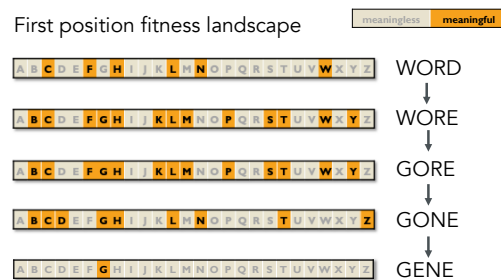 First position fitness landscape
meaningless meaningful
A B C D E F G H I J K L M N O P Q R S T U V W X Y Z WORD
A B C D E F G H I J K L M N O P Q R S T U V W X Y Z WORE
A B C D E F G H I J K L M N O P Q R S T U V W X Y Z GORE
A B C D E F G H I J K L M N O P Q R S T U V W X Y Z GONE
A B C D E F G H I J K L M N O P Q R S T U V W X Y Z GENE